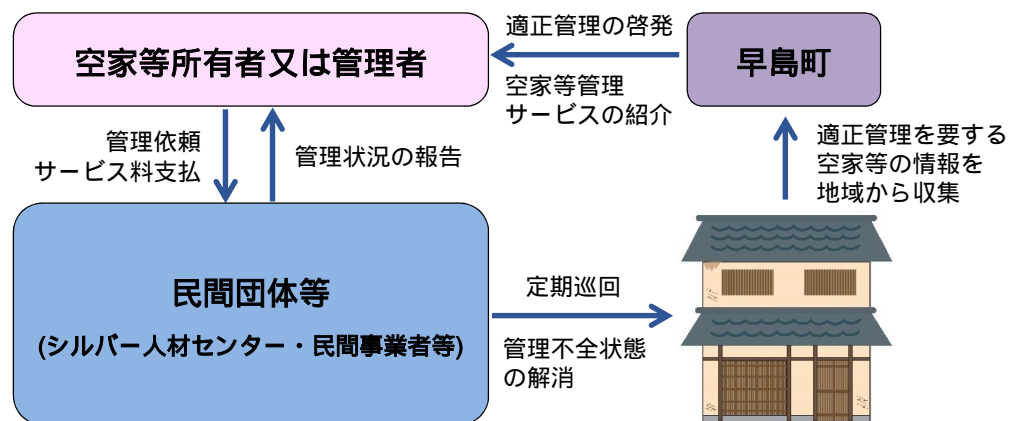 空家等所有者又は管理者
適正管理の啓発
空家等管理
サービスの紹介
早島町
管理依頼
サービス料支払
管理状況の報告
適正管理を要する
空家等の情報を
地域から収集
民間団体等
(シルバー人材センター・民間事業者等)
定期巡回
管理不全状態
の解消